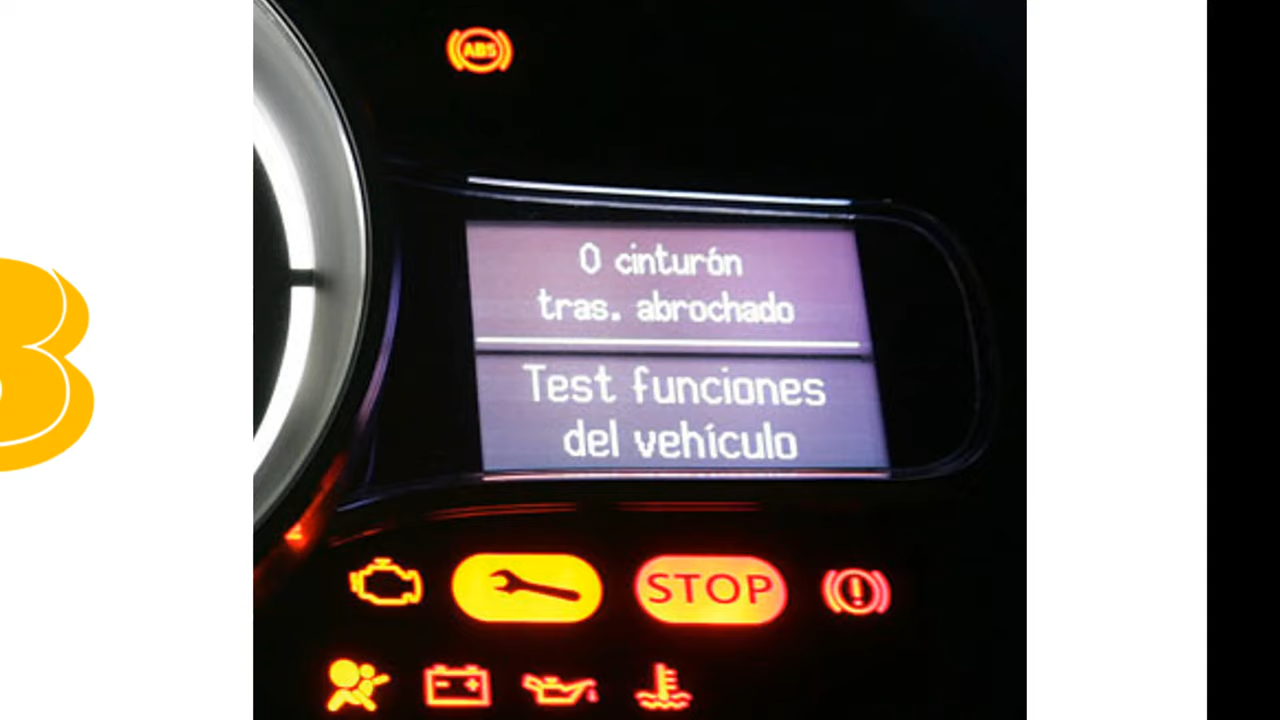 ABS
0 cinturón
tras. abrochado
Test funciones
del vehículo
STOP